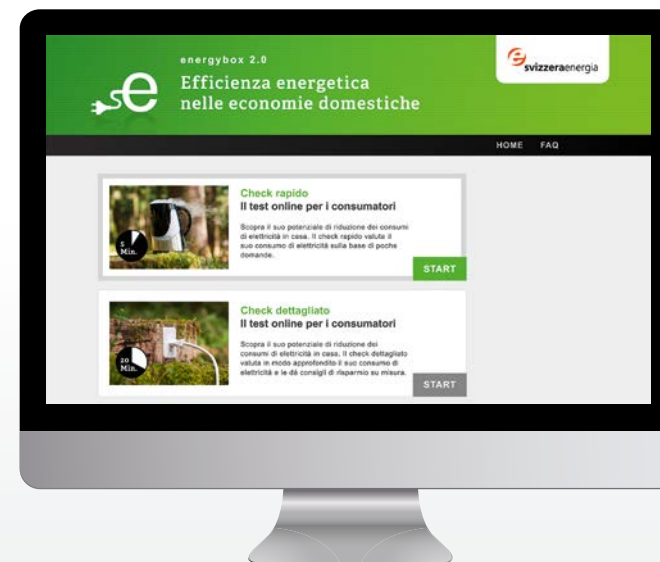 energybox 2.0
Efficienza energetica
nelle economie domestiche
svizzeraenergia
HOME FAQ
5
Min.
Check rapido
Il test online per i consumatori
Scopra il suo potenziale di riduzione dei consumi
di elettricità in casa. Il check rapido valuta il
suo consumo di elettricità sulla base di poche
domande.
START
20
Min.
Check dettagliato
Il test online per i consumatori
Scopra il suo potenziale di riduzione dei
consumi di elettricità in casa. Il check dettagliato
valuta in modo approfondito il suo consumo di
elettricità e le dà consigli di risparmio su misura.
START